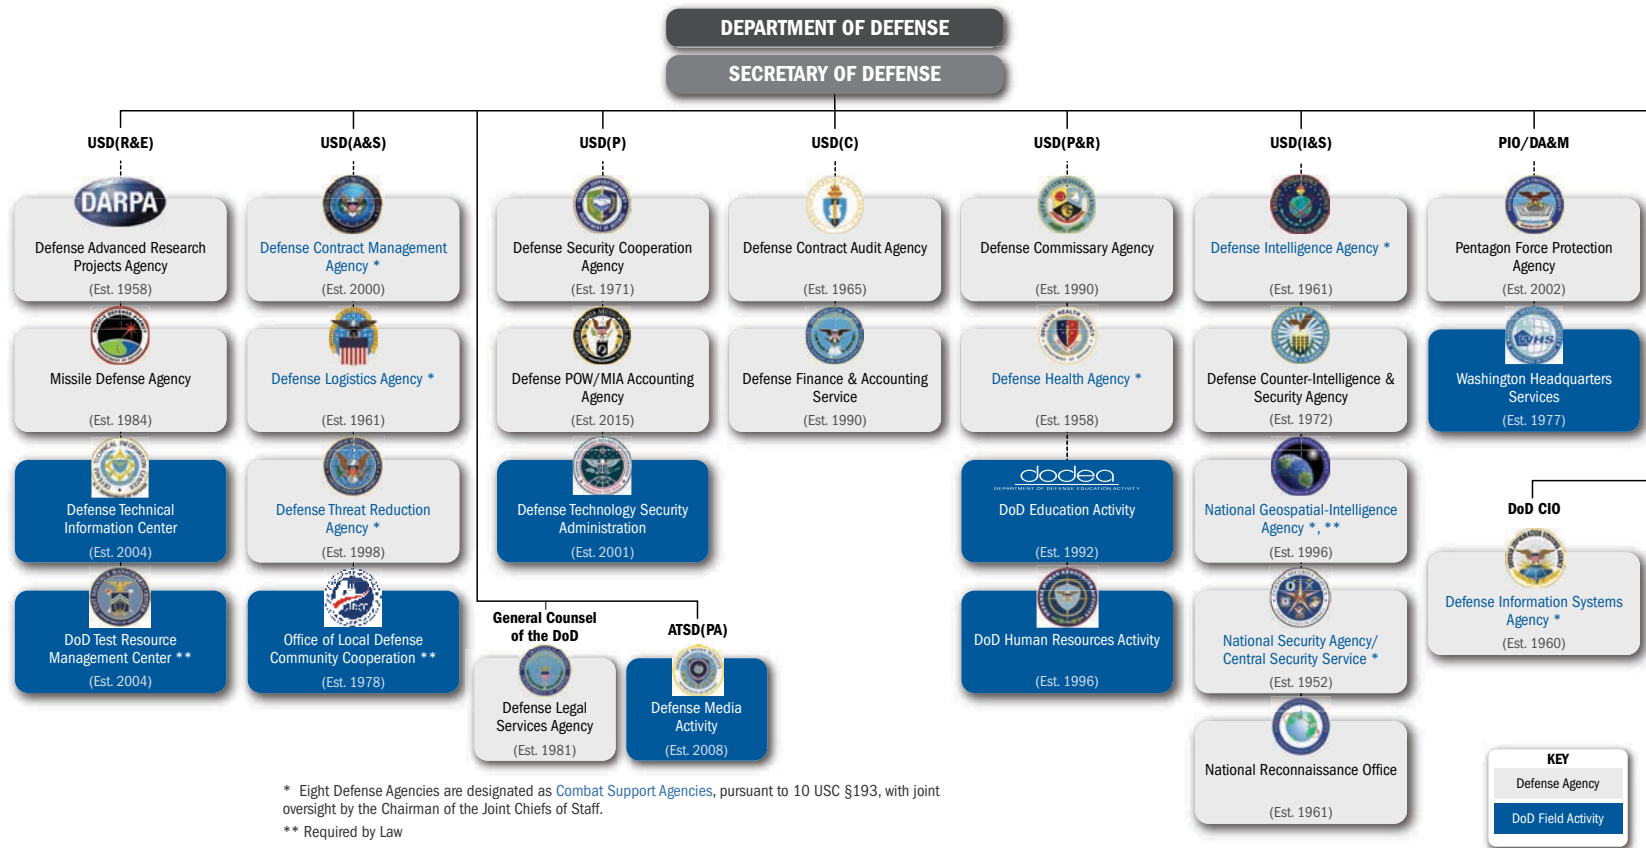 DEPARTMENT OF DEFENSE
SECRETARY OF DEFENSE
USD(R&E)
DARPA
Defense Advanced Research
Projects Agency
(Est. 1958)
Missile Defense Agency
(Est. 1984)
Defense Technical
Information Center
(Est. 2004)
DoD Test Resource
Management Center **
(Est. 2004)
USD(A&S)
Defense Contract Management
Agency *
(Est. 2000)
Defense Logistics Agency *
(Est. 1961)
Defense Threat Reduction
Agency *
(Est. 1998)
Office of Local Defense
Community Cooperation **
(Est. 1978)
General Counsel
of the DoD
Defense Legal
Services Agency
(Est. 1981)
ATSD(PA)
Defense Media
Activity
(Est. 2008)
USD(P)
Defense Security Cooperation
Agency
(Est. 1971)
Defense POW/MIA Accounting
Agency
(Est. 2015)
Defense Technology Security
Administration
(Est. 2001)
USD(C)
Defense Contract Audit Agency
(Est. 1965)
Defense Finance & Accounting
Service
(Est. 1990)
USD(P&R)
Defense Commissary Agency
(Est. 1990)
Defense Health Agency *
(Est. 1958)
dodea
DEPARTMENT OF DEFENSE EDUCATION ACTIVITY
DoD Education Activity
(Est. 1992)
DoD Human Resources Activity
(Est. 1996)
USD(I&S)
Defense Intelligence Agency *
(Est. 1961)
Defense Counter-Intelligence &
Security Agency
(Est. 1972)
National Geospatial-Intelligence
Agency *, **
(Est. 1996)
National Security Agency/
Central Security Service *
(Est. 1952)
National Reconnaissance Office
(Est. 1961)
PIO/DA&M
Pentagon Force Protection
Agency
(Est. 2002)
WHS
Washington Headquarters
Services
(Est. 1977)
DoD CIO
Defense Information Systems
Agency *
(Est. 1960)
KEY
Defense Agency
DoD Field Activity
* Eight Defense Agencies are designated as Combat Support Agencies, pursuant to 10 USC §193, with joint
oversight by the Chairman of the Joint Chiefs of Staff.
** Required by Law